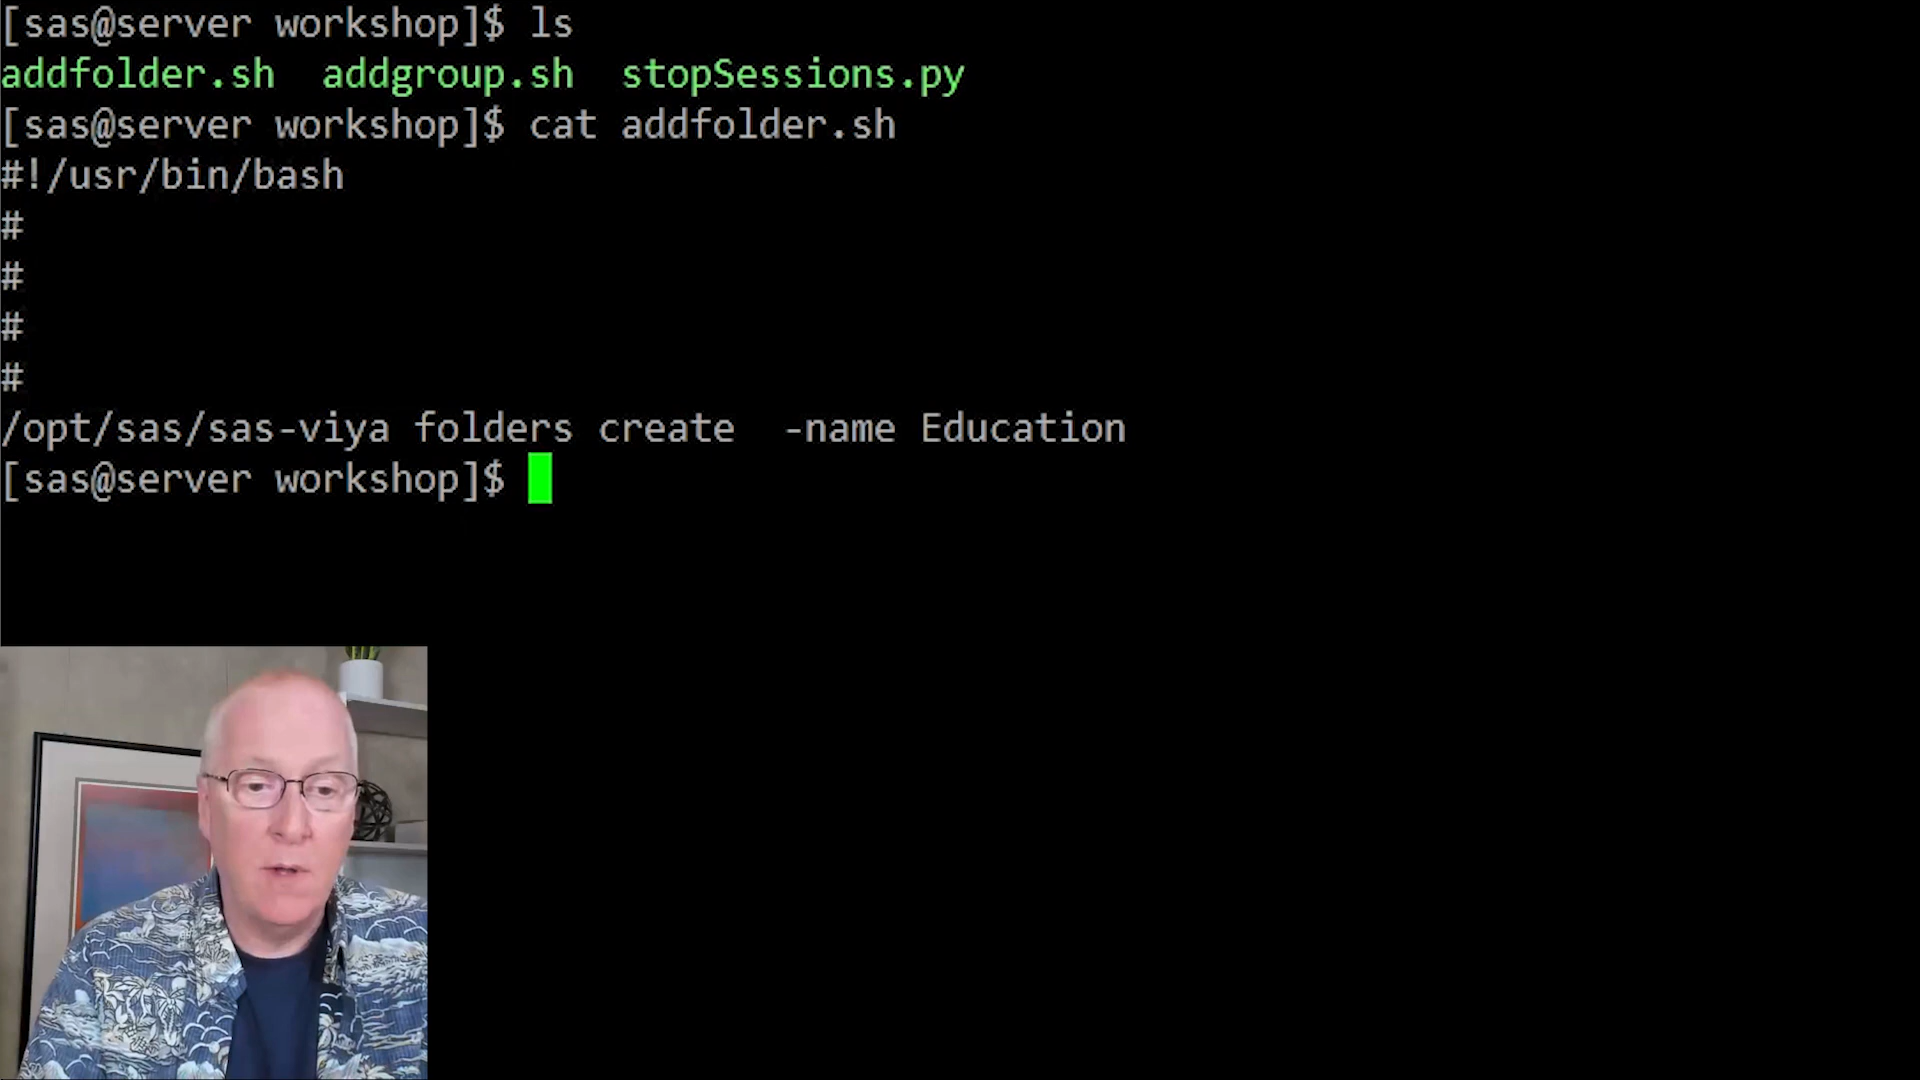 [sas@server workshop]$ ls
addfolder.sh  addgroup.sh  stopSessions.py
[sas@server workshop]$ cat addfolder.sh
#!/usr/bin/bash
#
#
#
#
/opt/sas/sas-viya folders create  -name Education
[sas@server workshop]$